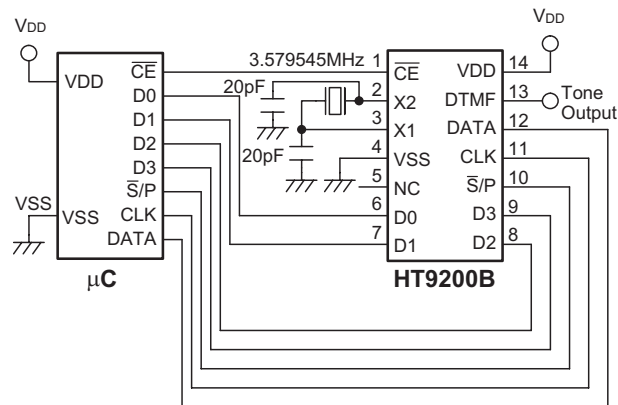 VDD
VDD
3.579545MHz
CE
D0
D1
D2
D3
S̅/P
CLK
DATA
VDD
VSS
VSS
μC
20pF
20pF
1
2
3
4
5
6
7
CE̅
X2
X1
VSS
NC
D0
D1
VDD
DTMF
DATA
CLK
S̅/P
D3
D2
14
13
12
11
10
9
8
Tone
Output
VDD
HT9200B